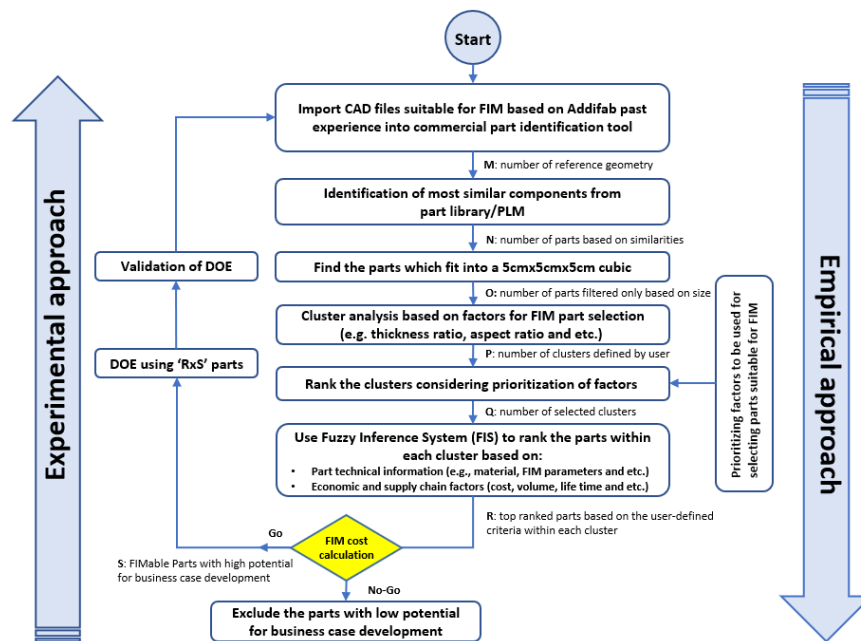 Start
Import CAD files suitable for FIM based on Addifab past
experience into commercial part identification tool
M: number of reference geometry
Identification of most similar components from
part library/PLM
N: number of parts based on similarities
Find the parts which fit into a 5cmx5cmx5cm cubic
O: number of parts filtered only based on size
Cluster analysis based on factors for FIM part selection
(e.g. thickness ratio, aspect ratio and etc.)
P: number of clusters defined by user
Rank the clusters considering prioritization of factors
Q: number of selected clusters
Use Fuzzy Inference System (FIS) to rank the parts within
each cluster based on:
• Part technical information (e.g., material, FIM parameters and etc.)
• Economic and supply chain factors (cost, volume, life time and etc.)
R: top ranked parts based on the user-defined
criteria within each cluster
FIM cost
calculation
Go
S: FIMable Parts with high potential
for business case development
No-Go
Exclude the parts with low potential
for business case development
DOE using ‘RxS’ parts
Validation of DOE
Experimental approach
Prioritizing factors to be used for
selecting parts suitable for FIM
Empirical approach